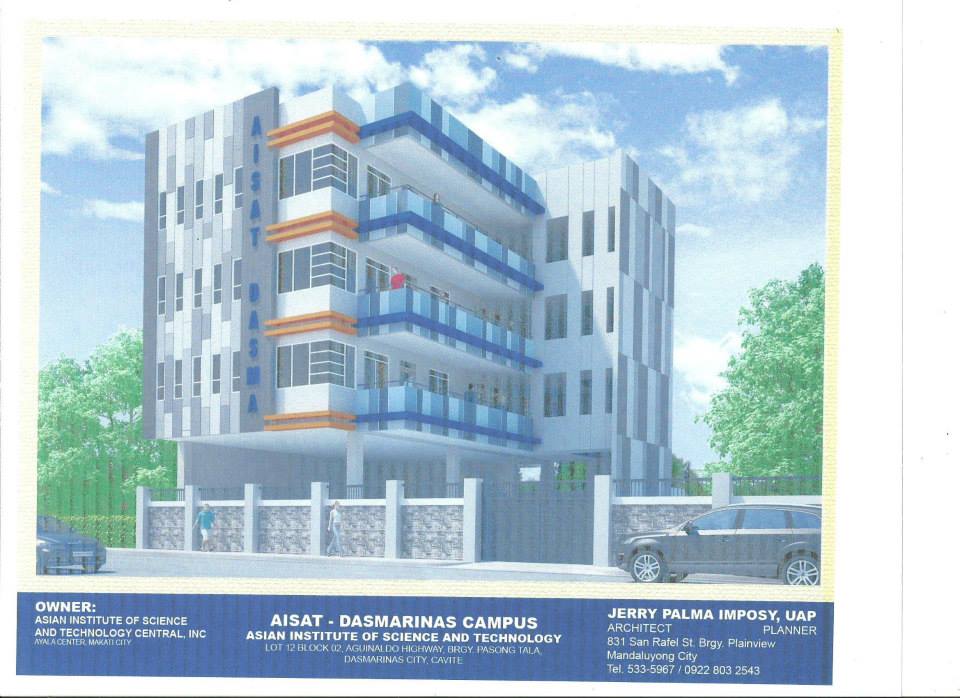 AISAT DASMA
OWNER:
ASIAN INSTITUTE OF SCIENCE
AND TECHNOLOGY CENTRAL, INC
AYALA CENTER, MAKATI CITY
AISAT - DASMARINAS CAMPUS
ASIAN INSTITUTE OF SCIENCE AND TECHNOLOGY
LOT 12 BLOCK 02, AGUINALDO HIGHWAY, BRGY. PASONG TALA,
DASMARINAS CITY, CAVITE
JERRY PALMA IMPOSY, UAP
ARCHITECT PLANNER
831 San Rafel St. Brgy. Plainview
Mandaluyong City
Tel. 533-5967 / 0922 803 2543